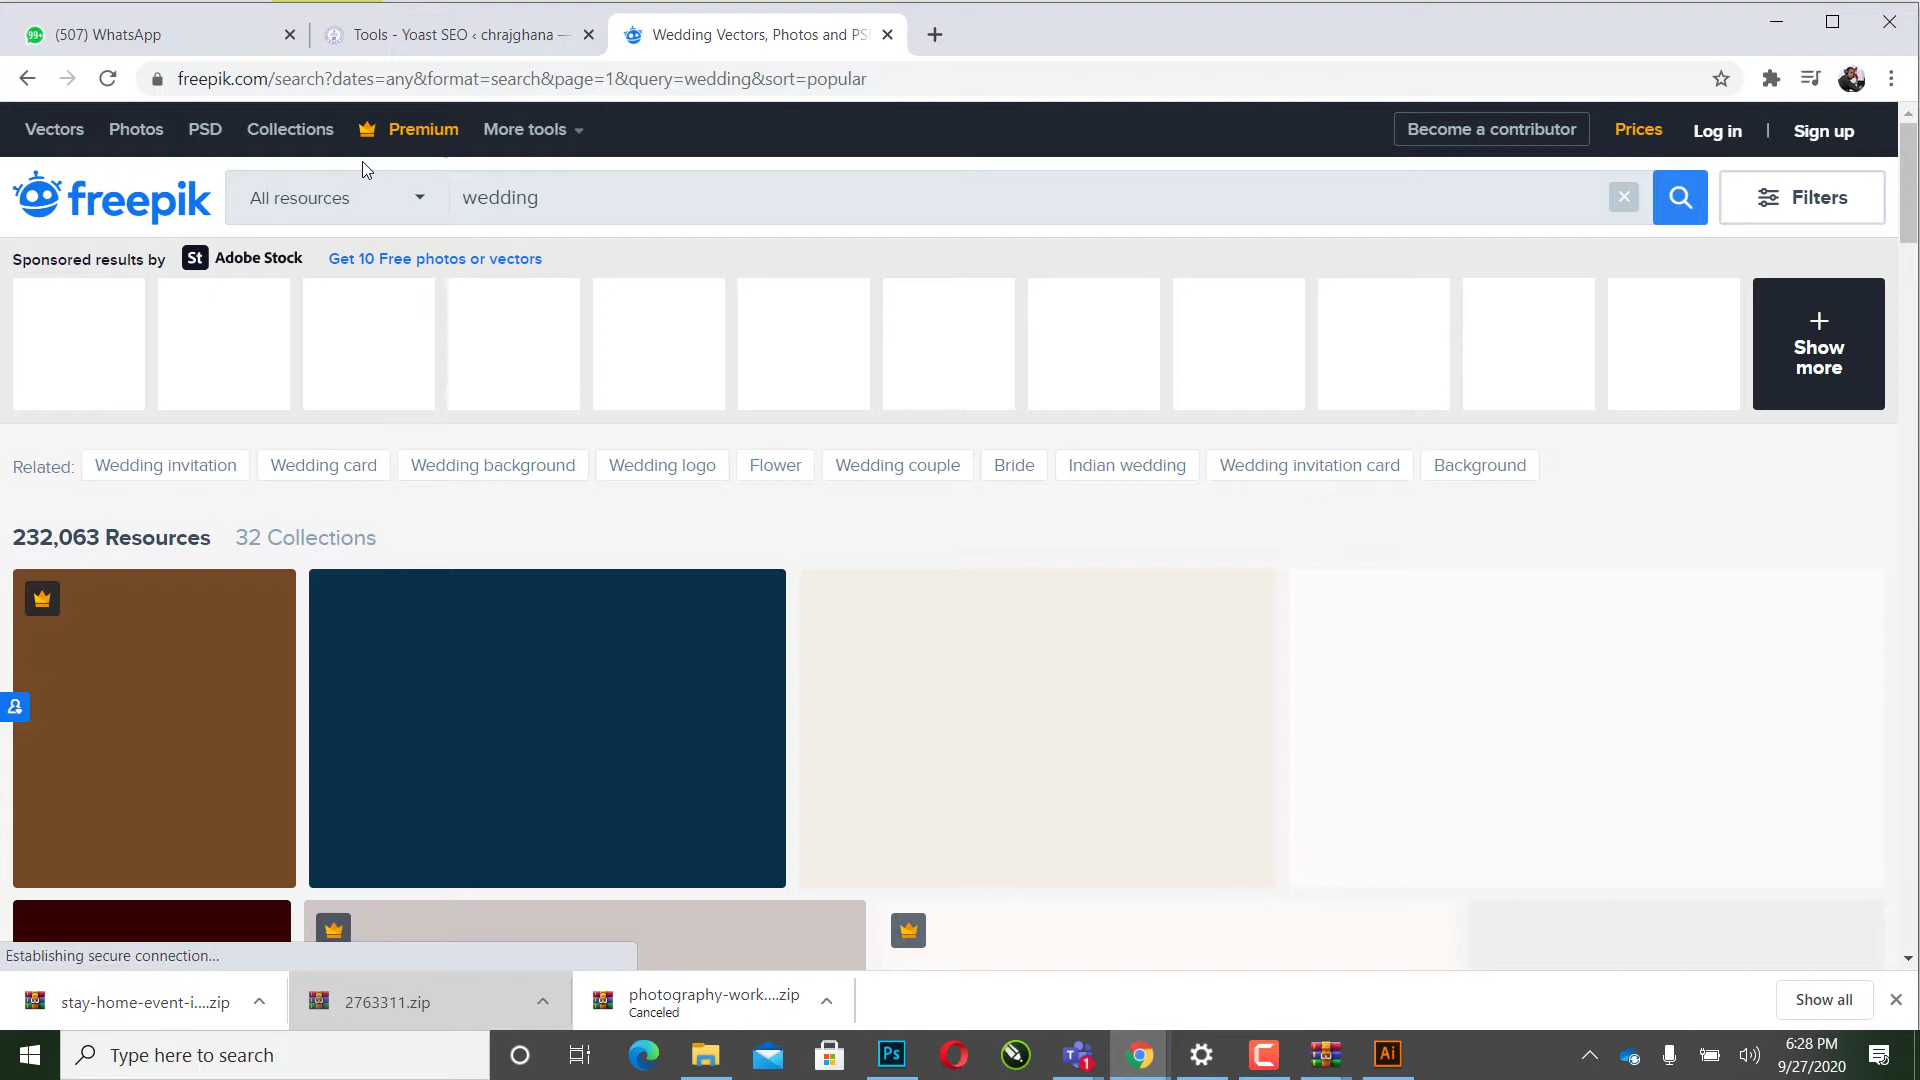 99+ (507) WhatsApp
Tools - Yoast SEO ‹ chrajghana —
Wedding Vectors, Photos and PS
freepik.com/search?dates=any&format=search&page=1&query=wedding&sort=popular
Vectors Photos PSD Collections Premium More tools Become a contributor Prices Log in | Sign up
freepik All resources wedding Filters
Sponsored results by St Adobe Stock Get 10 Free photos or vectors
+
Show
more
Related: Wedding invitation Wedding card Wedding background Wedding logo Flower Wedding couple Bride Indian wedding Wedding invitation card Background
232,063 Resources 32 Collections
Establishing secure connection...
stay-home-event-i....zip
2763311.zip
photography-work....zip
Canceled
Show all
Type here to search
Ps
1
Ai
6:28 PM
9/27/2020